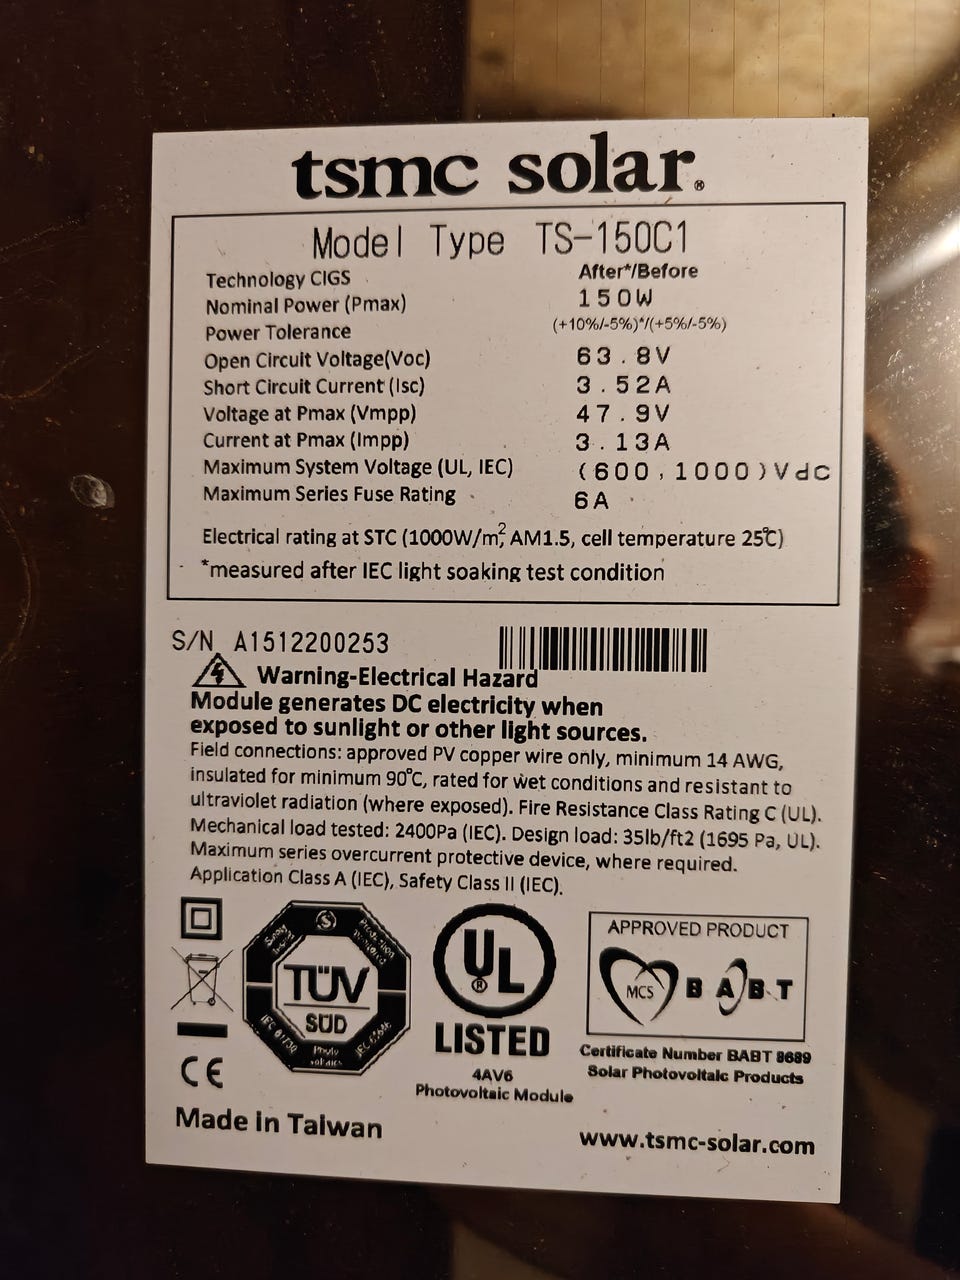 tsmc solar®
Model Type TS-150C1
Technology CIGS After*/Before
Nominal Power (Pmax) 150W
Power Tolerance (+10%/-5%)*/(+5%/-5%)
Open Circuit Voltage(Voc) 63.8V
Short Circuit Current (Isc) 3.52A
Voltage at Pmax (Vmpp) 47.9V
Current at Pmax (Impp) 3.13A
Maximum System Voltage (UL, IEC) (600,1000)Vdc
Maximum Series Fuse Rating 6A
Electrical rating at STC (1000W/m², AM1.5, cell temperature 25℃)
*measured after IEC light soaking test condition
S/N A1512200253
Warning-Electrical Hazard
Module generates DC electricity when
exposed to sunlight or other light sources.
Field connections: approved PV copper wire only, minimum 14 AWG,
insulated for minimum 90℃, rated for wet conditions and resistant to
ultraviolet radiation (where exposed). Fire Resistance Class Rating C (UL).
Mechanical load tested: 2400Pa (IEC). Design load: 35lb/ft2 (1695 Pa, UL).
Maximum series overcurrent protective device, where required.
Application Class A (IEC), Safety Class II (IEC).
TÜV
SÜD
IEC 61730
IEC 61646
CE
UL
®
LISTED
4AV6
Photovoltaic Module
APPROVED PRODUCT
MCS BABT
Certificate Number BABT 8689
Solar Photovoltaic Products
Made in Taiwan
www.tsmc-solar.com